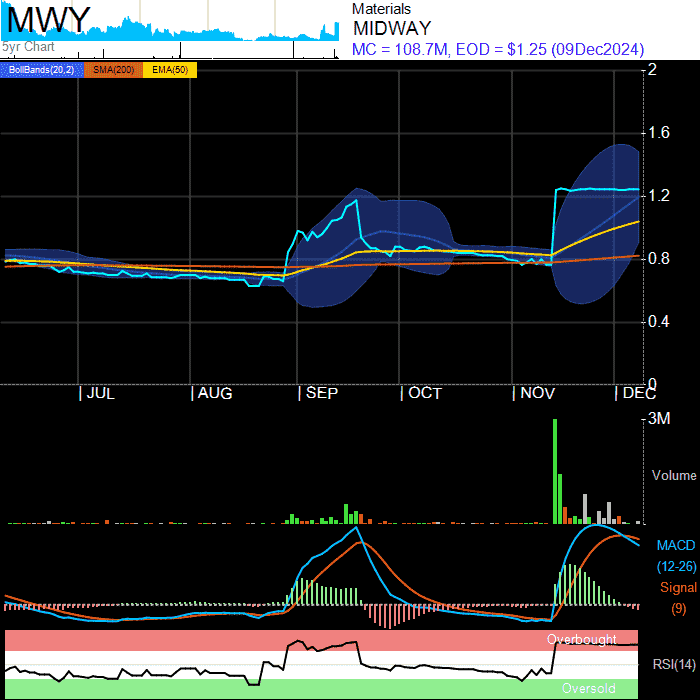 MWY
5yr Chart
Materials
MIDWAY
MC = 108.7M, EOD = $1.25 (09Dec2024)
BollBands(20,2) SMA(200) EMA(50)
2
1.6
1.2
0.8
0.4
0
| JUL | AUG | SEP | OCT | NOV | DEC
3M
Volume
MACD
(12-26)
Signal
(9)
Overbought
RSI(14)
Oversold